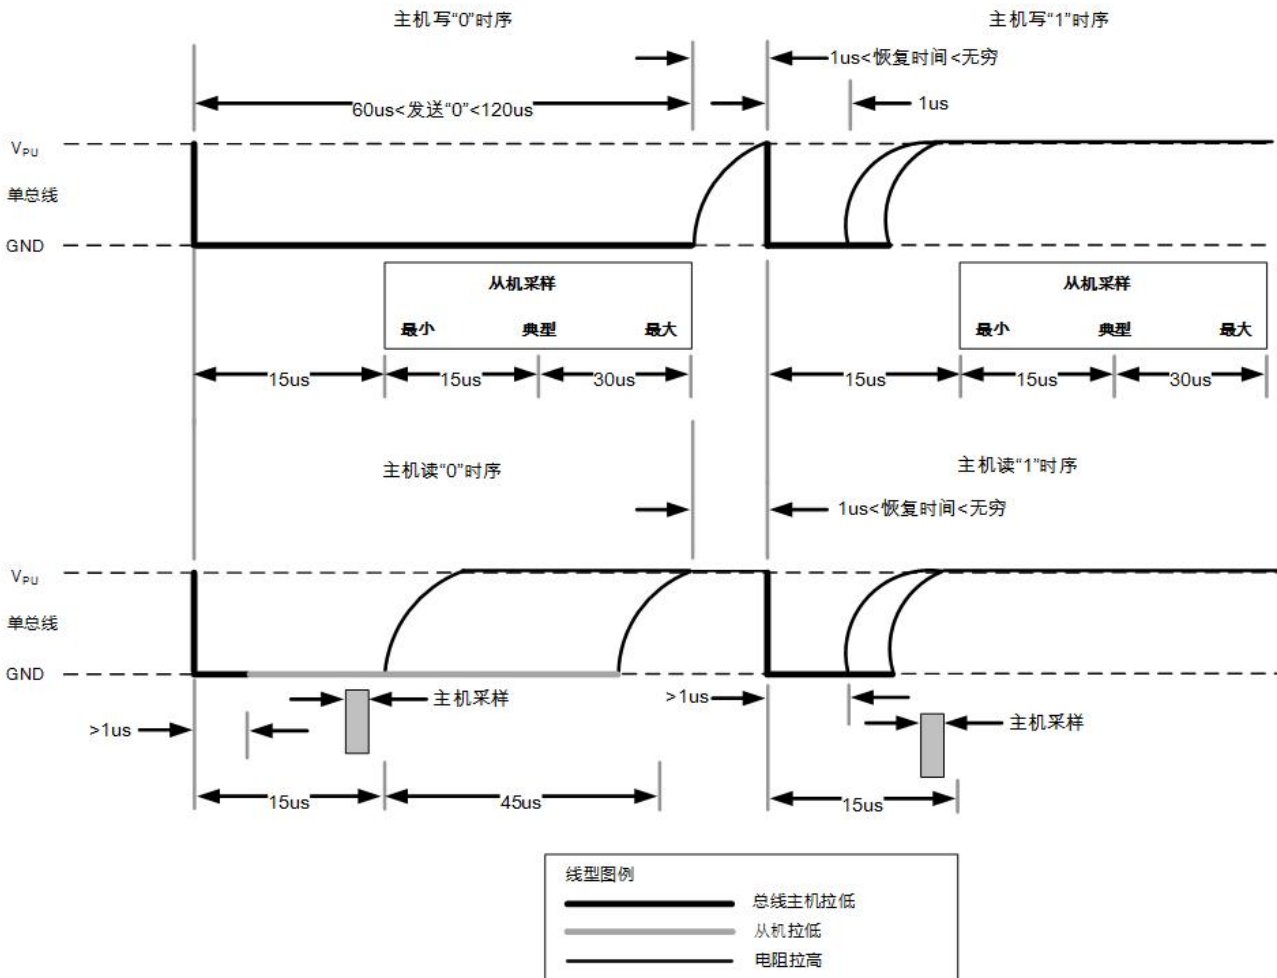 主机写“0”时序
主机写“1”时序
1us<恢复时间<无穷
60us<发送“0”<120us
1us
VPU
单总线
GND
从机采样
最小 典型 最大
从机采样
最小 典型 最大
15us 15us 30us 15us 15us 30us
主机读“0”时序
主机读“1”时序
1us<恢复时间<无穷
VPU
单总线
GND
主机采样
>1us
>1us
主机采样
15us 45us 15us
线型图例
总线主机拉低
从机拉低
电阻拉高